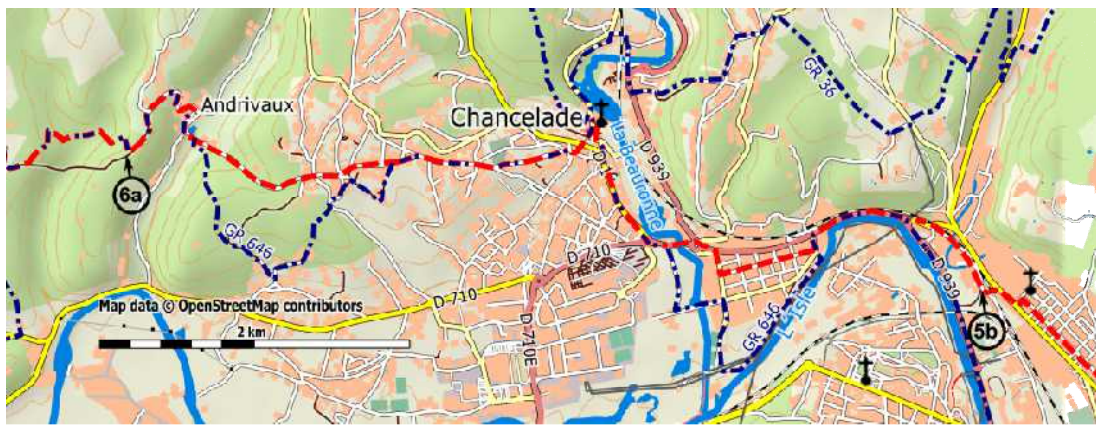 Andrivaux
Chancelade
GR 36
D 939
D 1
La Beauronne
6a
GR 646
D 710
Map data © OpenStreetMap contributors
D 710
2 km
D 710E
GR 646
L'Isle
D 939
5b